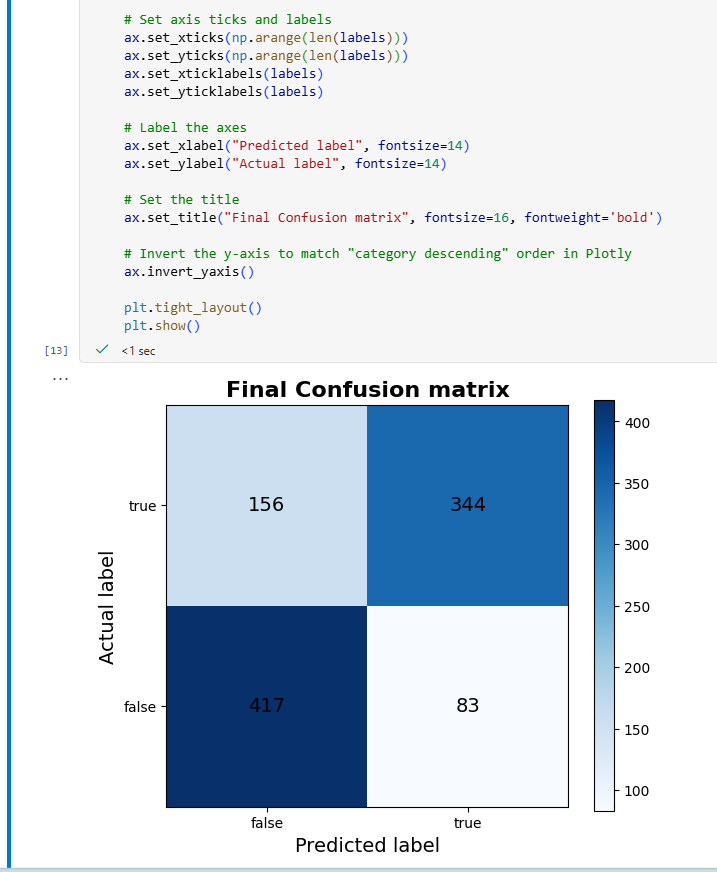 # Set axis ticks and labels
ax.set_xticks(np.arange(len(labels)))
ax.set_yticks(np.arange(len(labels)))
ax.set_xticklabels(labels)
ax.set_yticklabels(labels)
# Label the axes
ax.set_xlabel("Predicted label", fontsize=14)
ax.set_ylabel("Actual label", fontsize=14)
# Set the title
ax.set_title("Final Confusion matrix", fontsize=16, fontweight='bold')
# Invert the y-axis to match "category descending" order in Plotly
ax.invert_yaxis()
plt.tight_layout()
plt.show()
[13] <1 sec
...
Final Confusion matrix
Actual label
true
false
156 344
417 83
false true
Predicted label
400
350
300
250
200
150
100